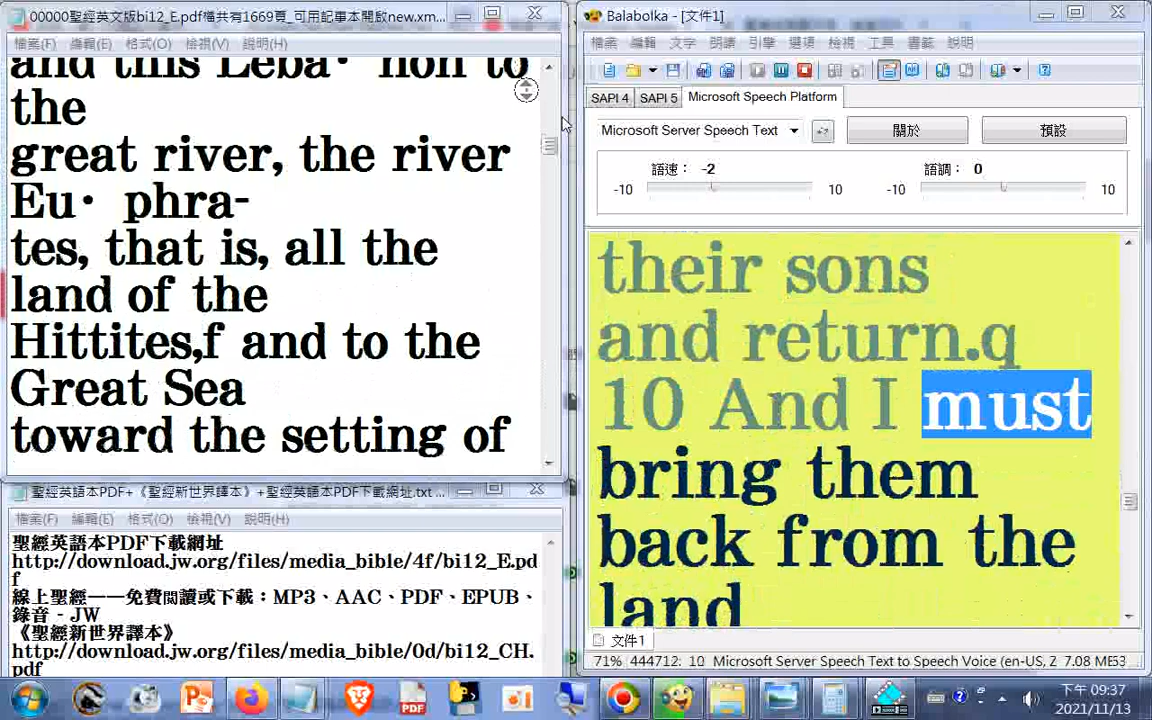 00000聖經英文版bi12_E.pdf檔共有1669頁_可用記事本開啟new.xm...
檔案(F) 編輯(E) 格式(O) 檢視(V) 說明(H)
and this Leba· non to
the
great river, the river
Eu· phra-
tes, that is, all the
land of the
Hittites,f and to the
Great Sea
toward the setting of
聖經英語本PDF+《聖經新世界譯本》+聖經英語本PDF下載網址.txt ...
檔案(F) 編輯(E) 格式(O) 檢視(V) 說明(H)
聖經英語本PDF下載網址
http://download.jw.org/files/media_bible/4f/bi12_E.pd
f
線上聖經——免費閱讀或下載：MP3、AAC、PDF、EPUB、
錄音 - JW
《聖經新世界譯本》
http://download.jw.org/files/media_bible/0d/bi12_CH.
pdf
Balabolka - [文件1]
檔案 編輯 文字 朗讀 引擎 選項 檢視 工具 書籤 說明
SAPI 4 SAPI 5 Microsoft Speech Platform
Microsoft Server Speech Text 關於 預設
語速： -2 語調： 0
-10 10 -10 10
their sons
and return.q
10 And I must
bring them
back from the
land
文件1
71% 444712: 10 Microsoft Server Speech Text to Speech Voice (en-US, Z 7.08 ME53
PDF
下午 09:37
2021/11/13